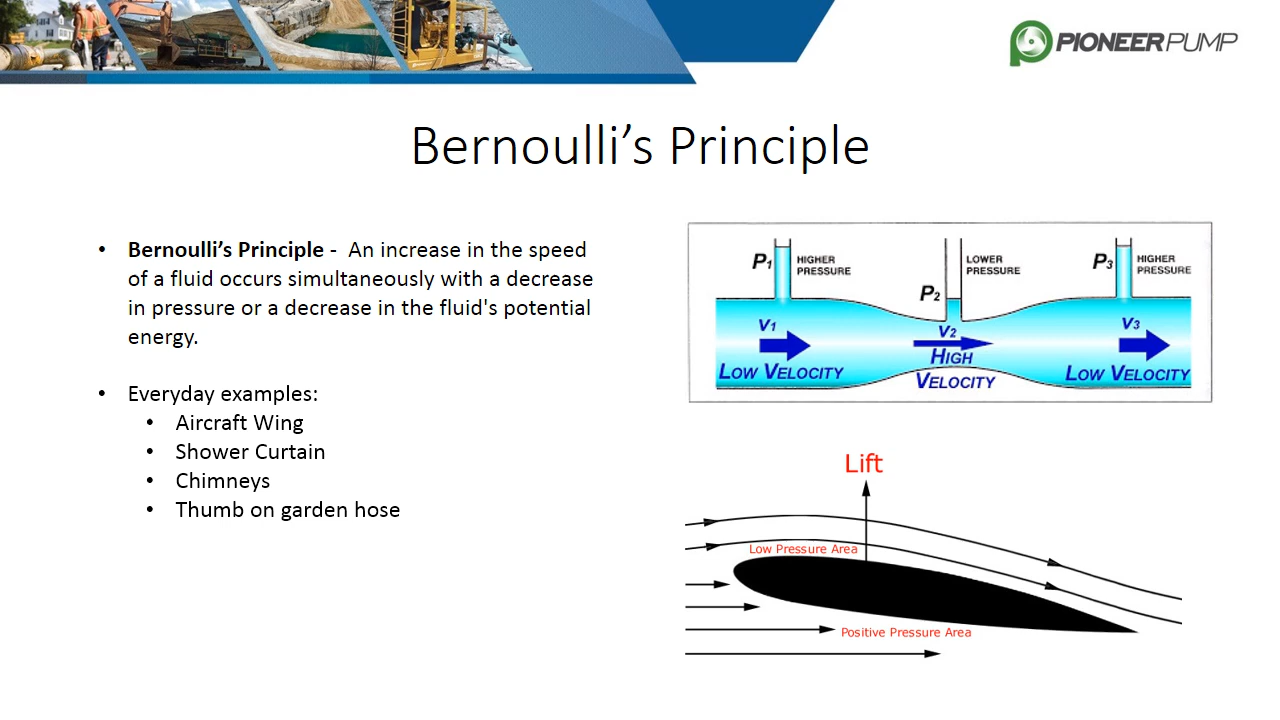 PIONEERPUMP
Bernoulli’s Principle
• Bernoulli’s Principle - An increase in the speed
of a fluid occurs simultaneously with a decrease
in pressure or a decrease in the fluid's potential
energy.
• Everyday examples:
• Aircraft Wing
• Shower Curtain
• Chimneys
• Thumb on garden hose
P1 HIGHER
PRESSURE
P2 LOWER
PRESSURE
P3 HIGHER
PRESSURE
V1
LOW VELOCITY
V2
HIGH
VELOCITY
V3
LOW VELOCITY
Lift
Low Pressure Area
Positive Pressure Area